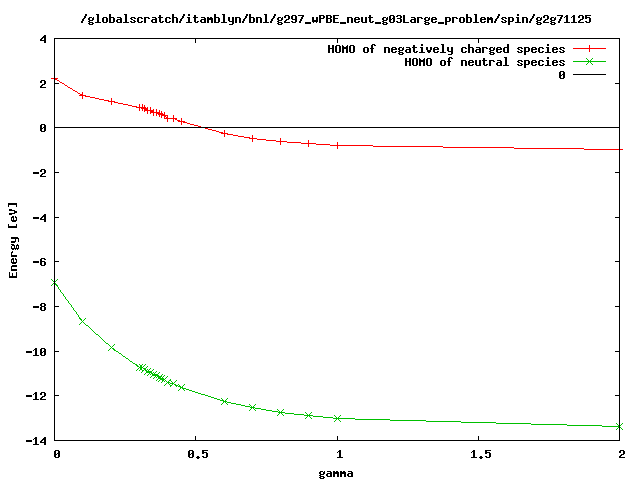 /globalscratch/itamblyn/bnl/g297_wPBE_neut_g03Large_problem/spin/g2g71125
HOMO of negatively charged species
HOMO of neutral species
0
4
2
0
-2
-4
-6
-8
-10
-12
-14
Energy [eV]
0 0.5 1 1.5 2
gamma